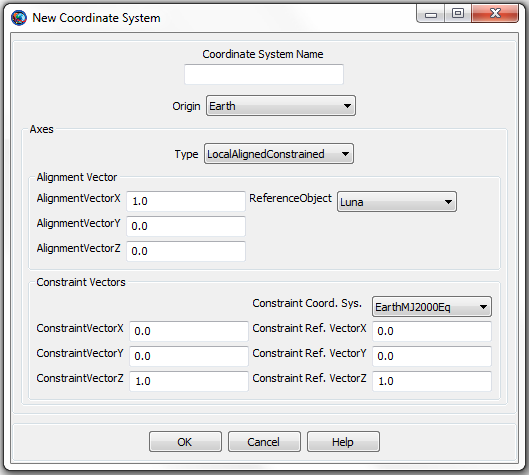 New Coordinate System
Coordinate System Name
Origin Earth
Axes
Type LocalAlignedConstrained
Alignment Vector
AlignmentVectorX 1.0 ReferenceObject Luna
AlignmentVectorY 0.0
AlignmentVectorZ 0.0
Constraint Vectors
Constraint Coord. Sys. EarthMJ2000Eq
ConstraintVectorX 0.0 Constraint Ref. VectorX 0.0
ConstraintVectorY 0.0 Constraint Ref. VectorY 0.0
ConstraintVectorZ 1.0 Constraint Ref. VectorZ 1.0
OK Cancel Help